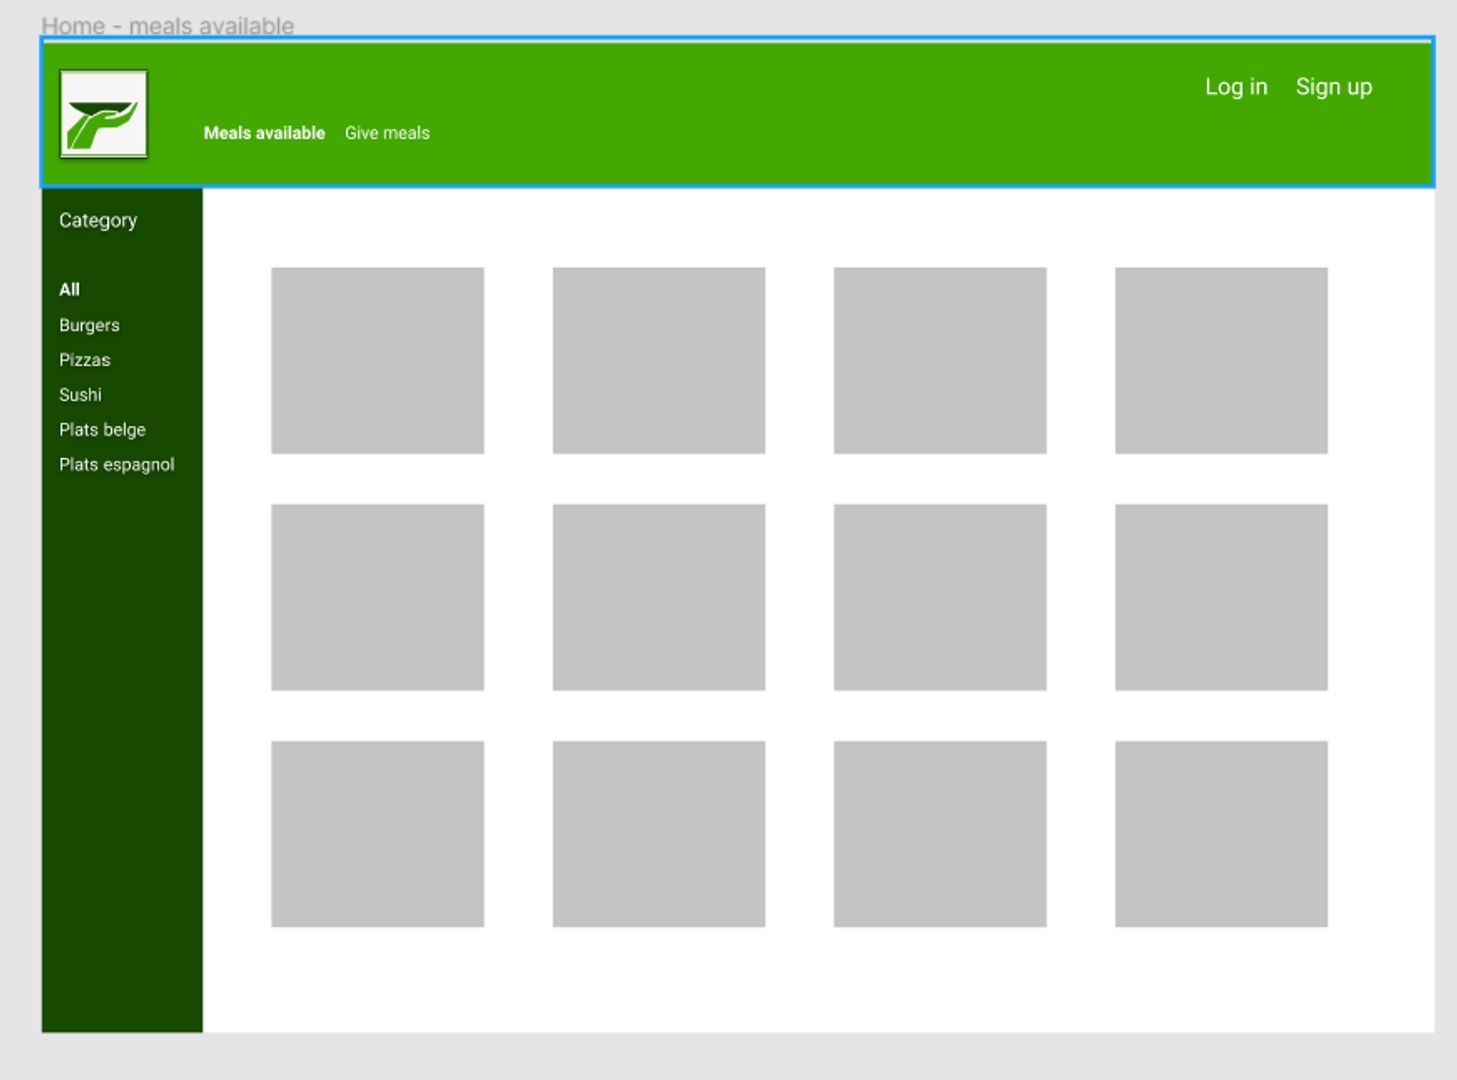 Home - meals available
Log in Sign up
Meals available Give meals
Category
All
Burgers
Pizzas
Sushi
Plats belge
Plats espagnol